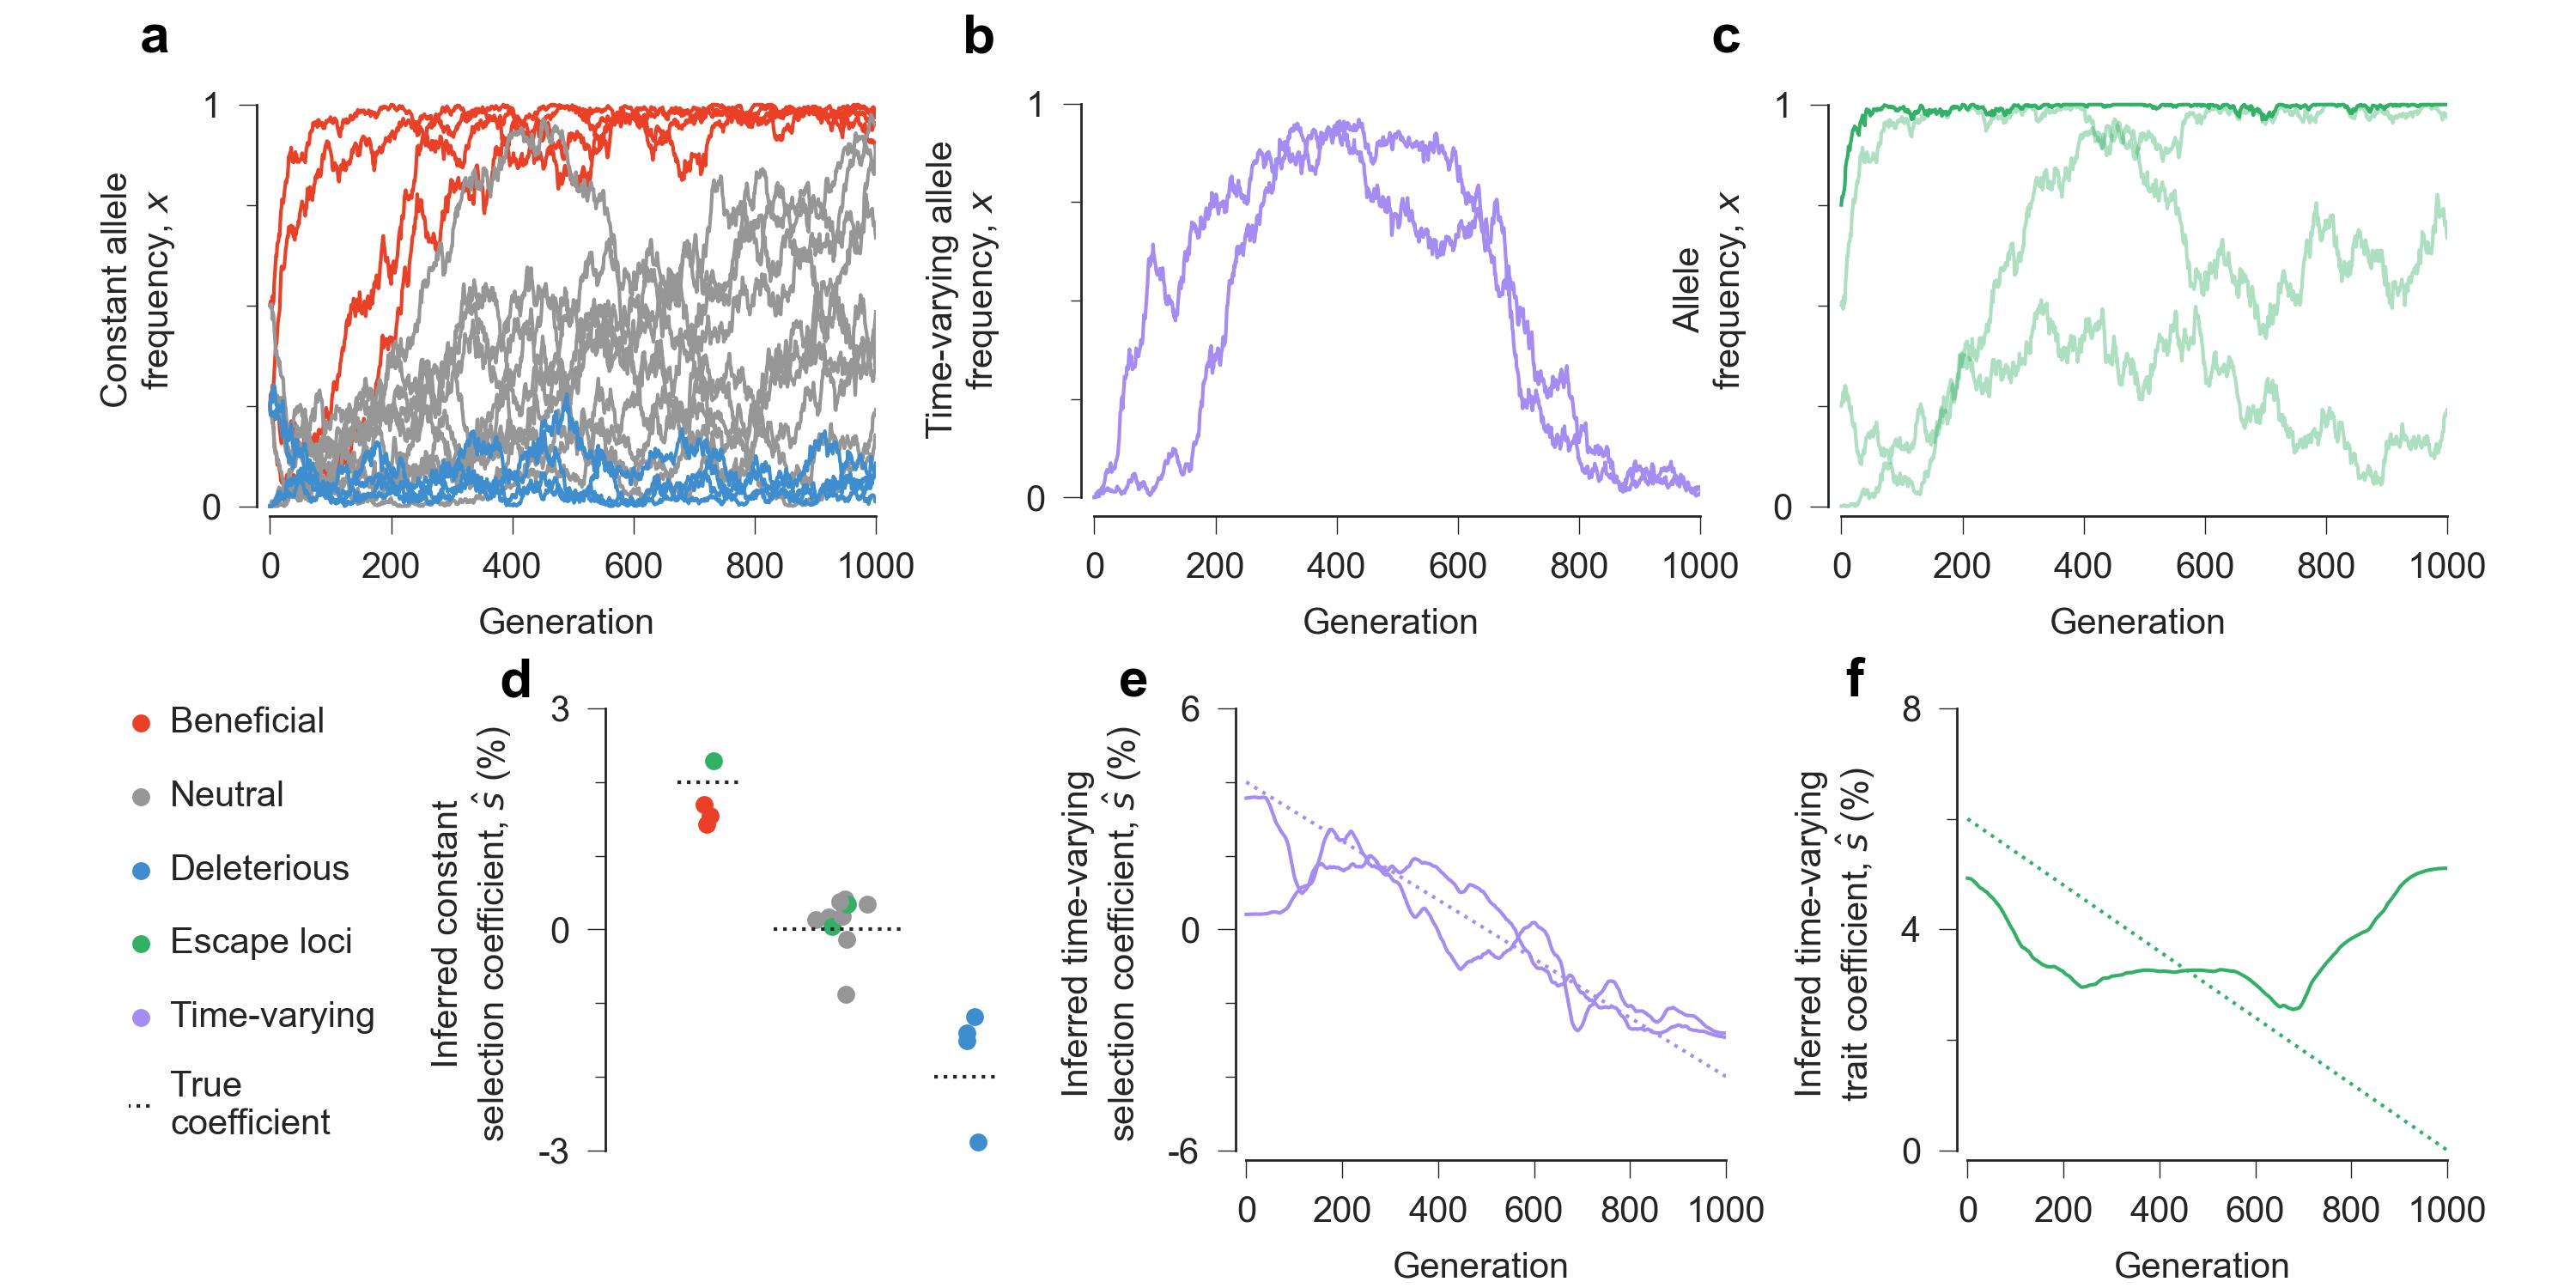 a
Constant allele
frequency, x
1
0
0 200 400 600 800 1000
Generation
b
Time-varying allele
frequency, x
1
0
0 200 400 600 800 1000
Generation
c
Allele
frequency, x
1
0
0 200 400 600 800 1000
Generation
Beneficial
Neutral
Deleterious
Escape loci
Time-varying
True
coefficient
d
Inferred constant
selection coefficient, ŝ (%)
3
0
-3
e
Inferred time-varying
selection coefficient, ŝ (%)
6
0
-6
0 200 400 600 800 1000
Generation
f
Inferred time-varying
trait coefficient, ŝ (%)
8
4
0
0 200 400 600 800 1000
Generation